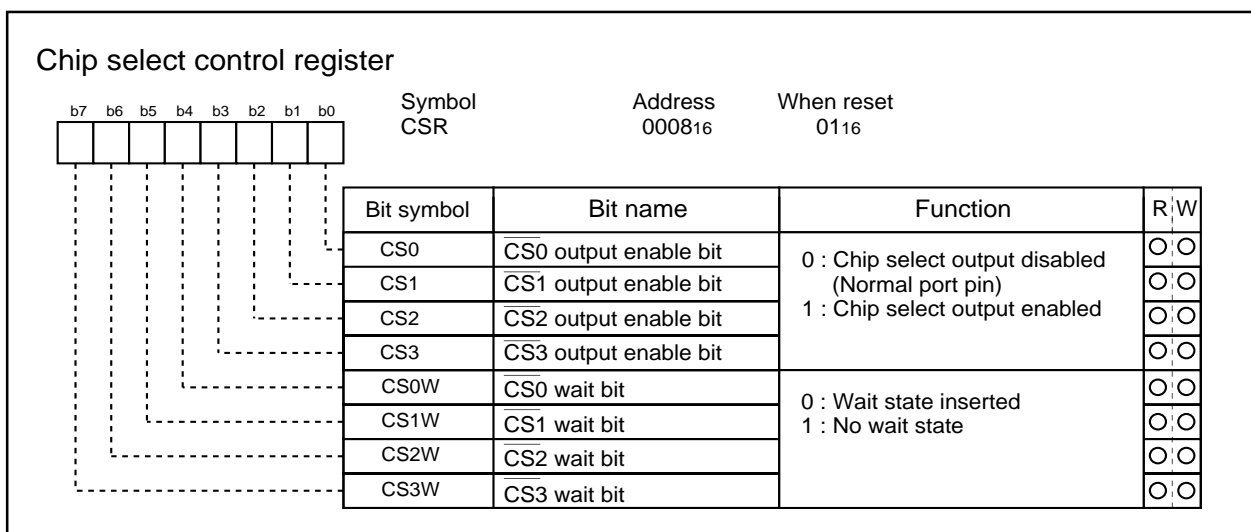 Chip select control register
b7 b6 b5 b4 b3 b2 b1 b0
Symbol Address When reset
CSR 000816 0116
Bit symbol Bit name Function R W
CS0 CS0 output enable bit
0 : Chip select output disabled
(Normal port pin)
1 : Chip select output enabled
CS1 CS1 output enable bit
CS2 CS2 output enable bit
CS3 CS3 output enable bit
CS0W CS0 wait bit
0 : Wait state inserted
1 : No wait state
CS1W CS1 wait bit
CS2W CS2 wait bit
CS3W CS3 wait bit